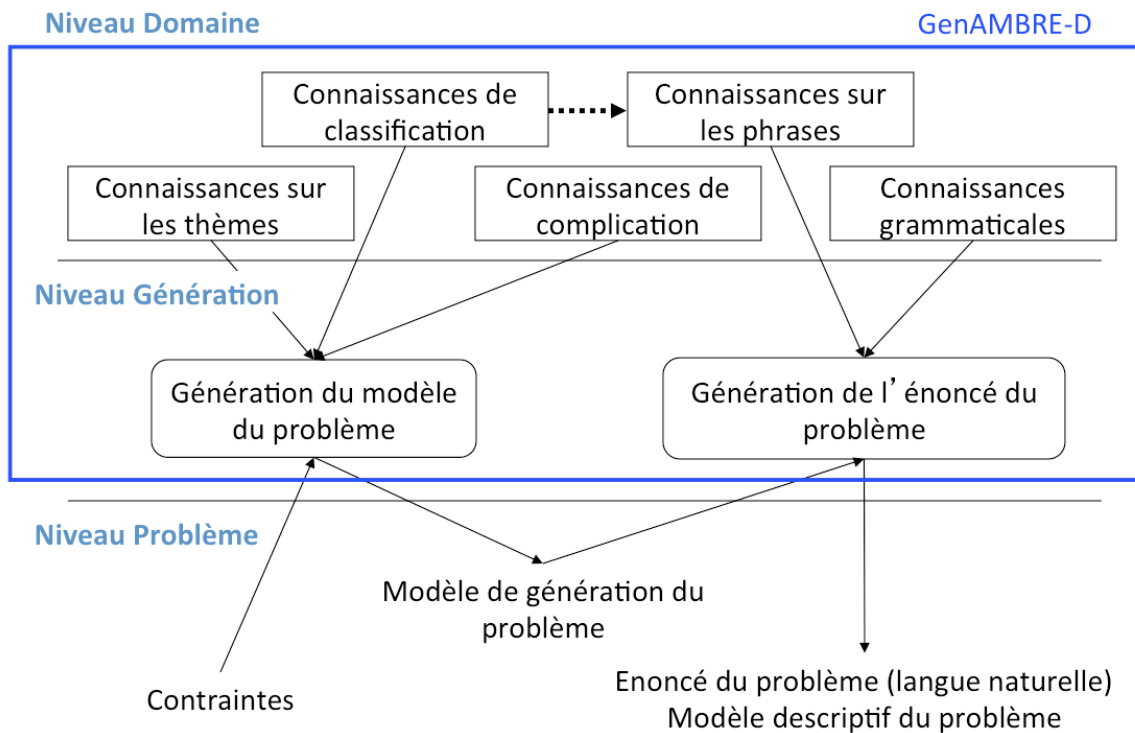 Niveau Domaine
GenAMBRE-D
Connaissances de
classification
Connaissances sur
les phrases
Connaissances sur
les thèmes
Connaissances de
complication
Connaissances
grammaticales
Niveau Génération
Génération du modèle
du problème
Génération de l’ énoncé du
problème
Niveau Problème
Modèle de génération du
problème
Contraintes
Enoncé du problème (langue naturelle)
Modèle descriptif du problème